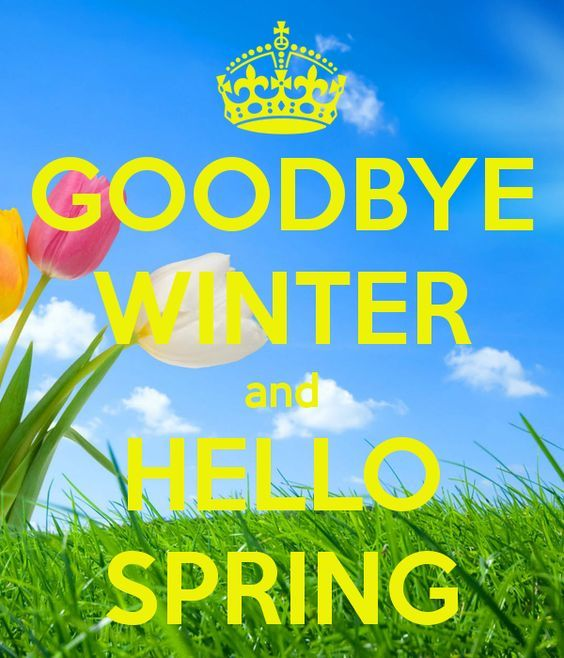 GOODBYE
WINTER
and
HELLO
SPRING